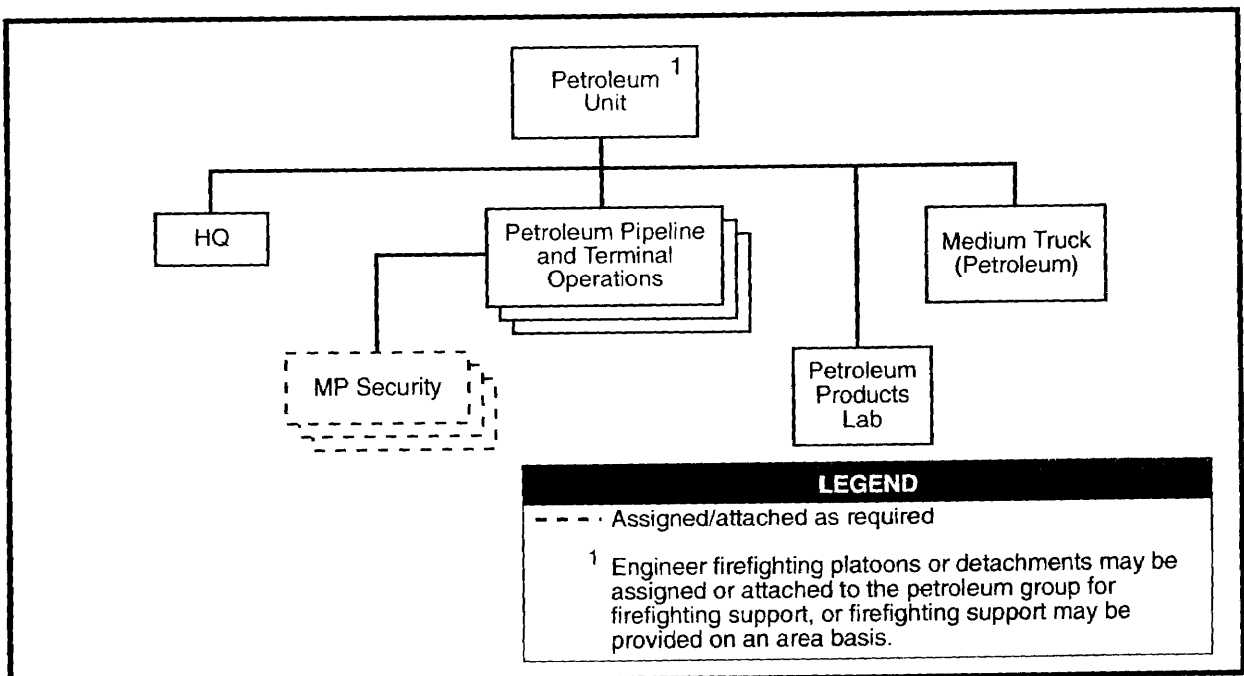 Petroleum 1
Unit
HQ
Petroleum Pipeline
and Terminal
Operations
Medium Truck
(Petroleum)
MP Security
Petroleum
Products
Lab
LEGEND
Assigned/attached as required
1 Engineer firefighting platoons or detachments may be
assigned or attached to the petroleum group for
firefighting support, or firefighting support may be
provided on an area basis.